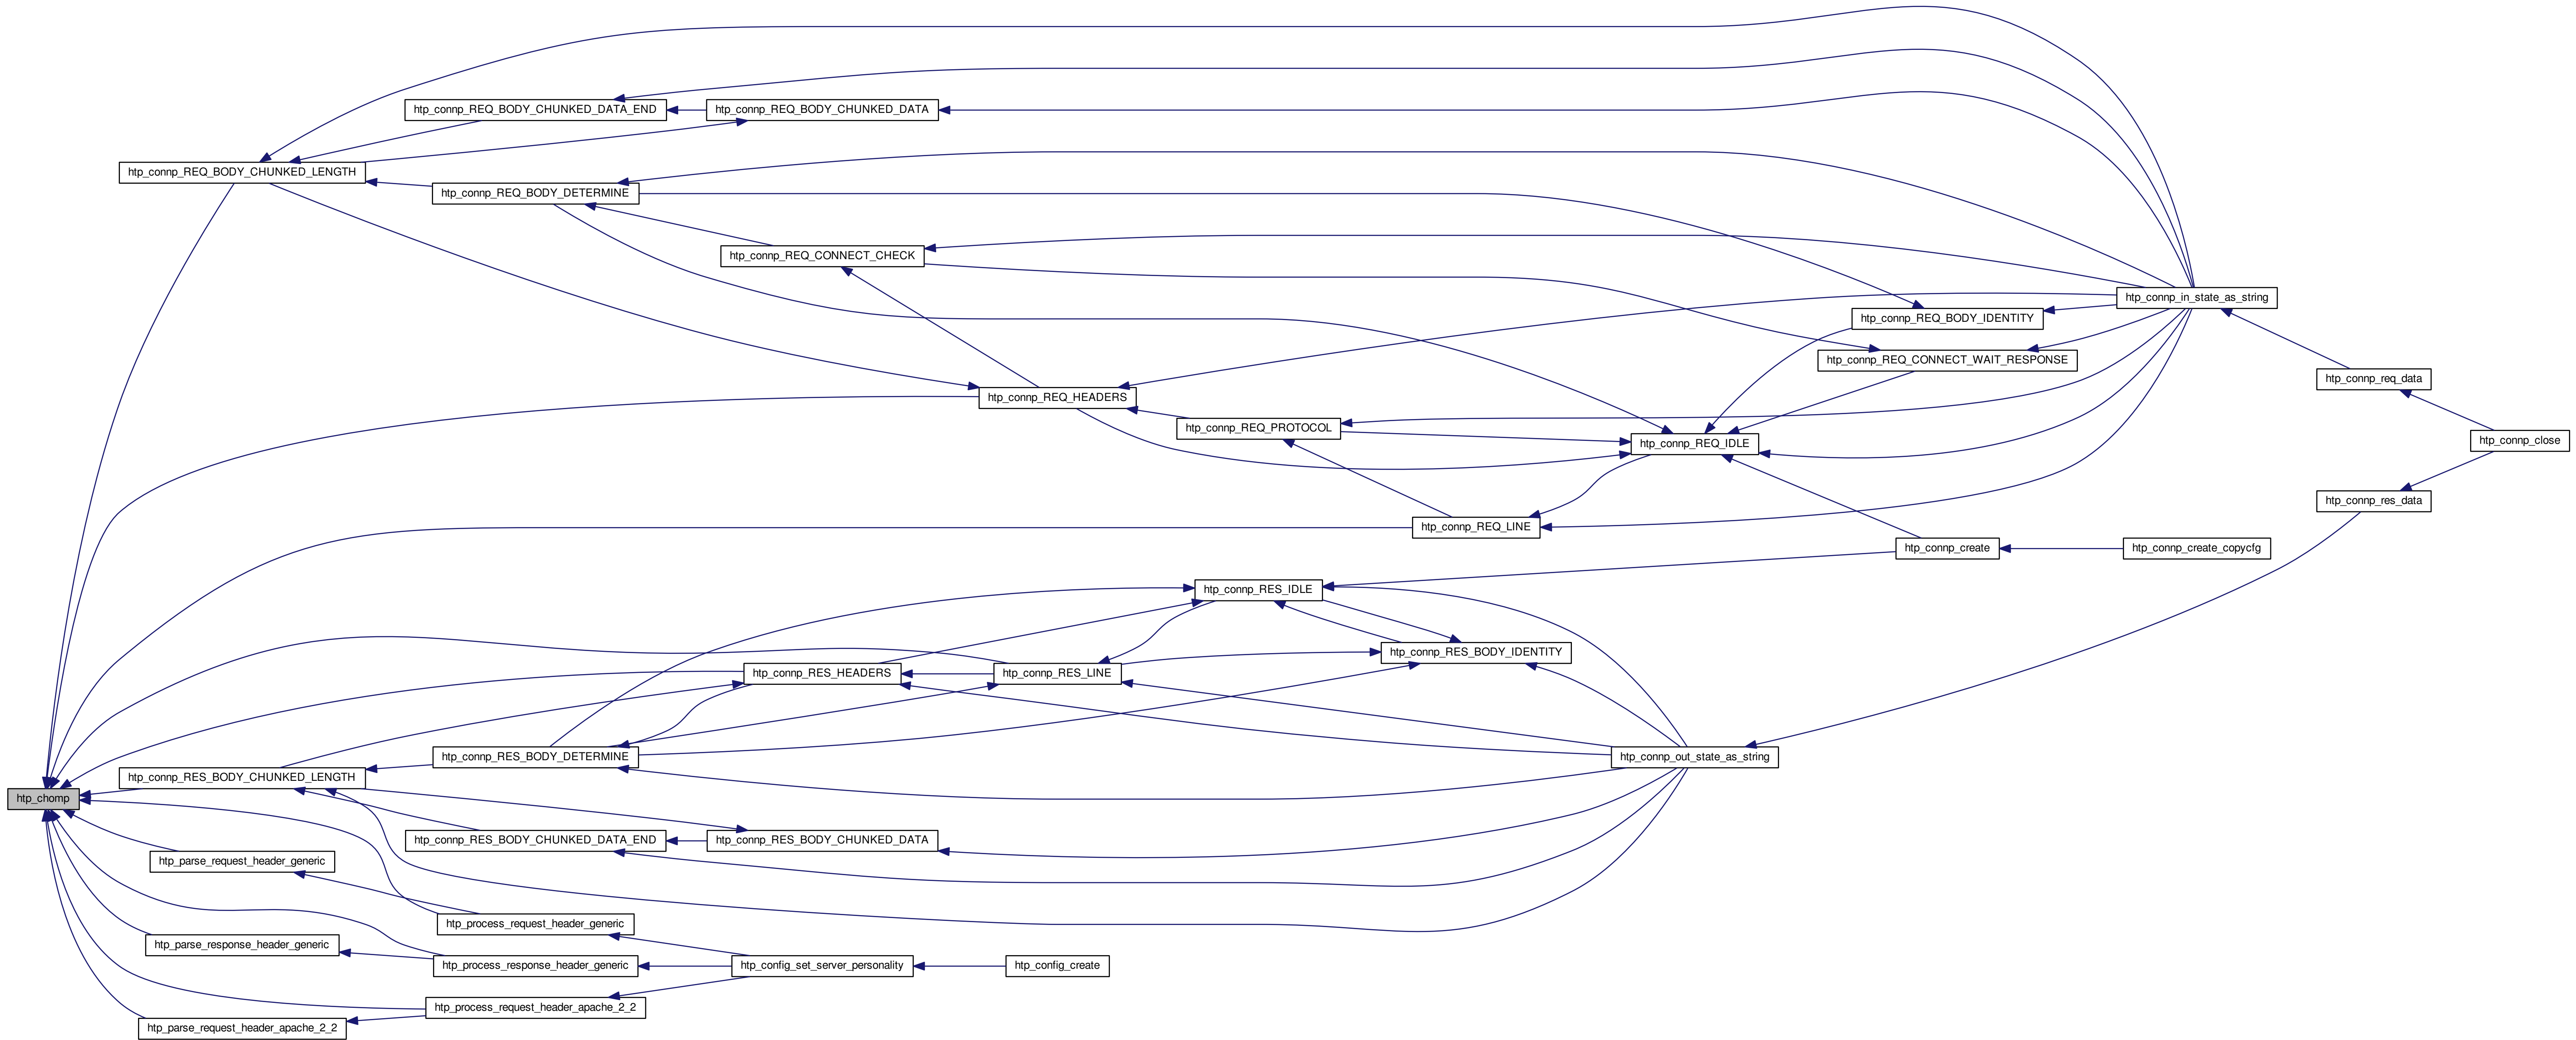 htp_connp_REQ_BODY_CHUNKED_DATA_END
htp_connp_REQ_BODY_CHUNKED_DATA
htp_connp_REQ_BODY_CHUNKED_LENGTH
htp_connp_REQ_BODY_DETERMINE
htp_connp_REQ_CONNECT_CHECK
htp_connp_in_state_as_string
htp_connp_REQ_BODY_IDENTITY
htp_connp_REQ_CONNECT_WAIT_RESPONSE
htp_connp_req_data
htp_connp_REQ_HEADERS
htp_connp_REQ_PROTOCOL
htp_connp_REQ_IDLE
htp_connp_close
htp_connp_res_data
htp_connp_REQ_LINE
htp_connp_create
htp_connp_create_copycfg
htp_connp_RES_IDLE
htp_connp_RES_BODY_IDENTITY
htp_connp_RES_HEADERS
htp_connp_RES_LINE
htp_connp_RES_BODY_DETERMINE
htp_connp_out_state_as_string
htp_connp_RES_BODY_CHUNKED_LENGTH
htp_chomp
htp_connp_RES_BODY_CHUNKED_DATA_END
htp_connp_RES_BODY_CHUNKED_DATA
htp_parse_request_header_generic
htp_process_request_header_generic
htp_parse_response_header_generic
htp_process_response_header_generic
htp_config_set_server_personality
htp_config_create
htp_process_request_header_apache_2_2
htp_parse_request_header_apache_2_2